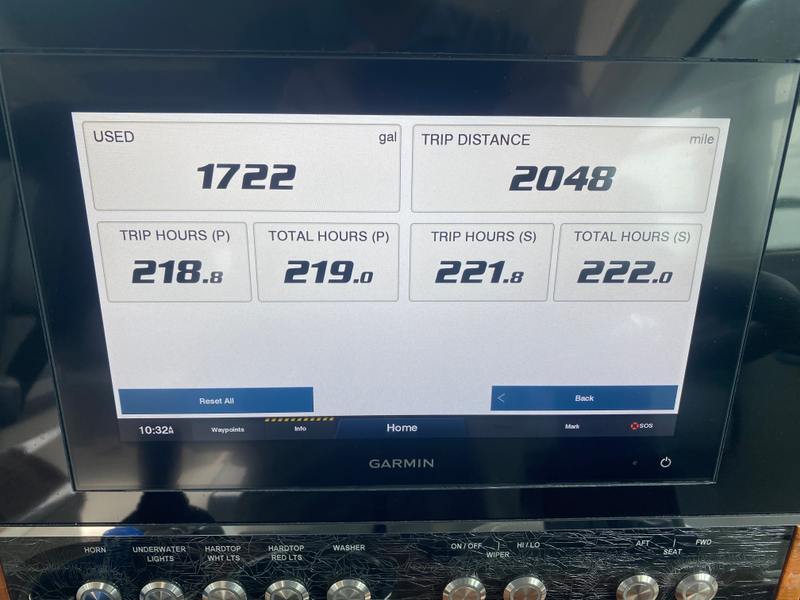 USED gal TRIP DISTANCE mile
1722 2048
TRIP HOURS (P) TOTAL HOURS (P) TRIP HOURS (S) TOTAL HOURS (S)
218.8 219.0 221.8 222.0
Reset All < Back
10:32A Waypoints Info Home Mark SOS
GARMIN
HORN UNDERWATER LIGHTS HARDTOP WHT LTS HARDTOP RED LTS WASHER ON / OFF WIPER HI / LO AFT SEAT FWD